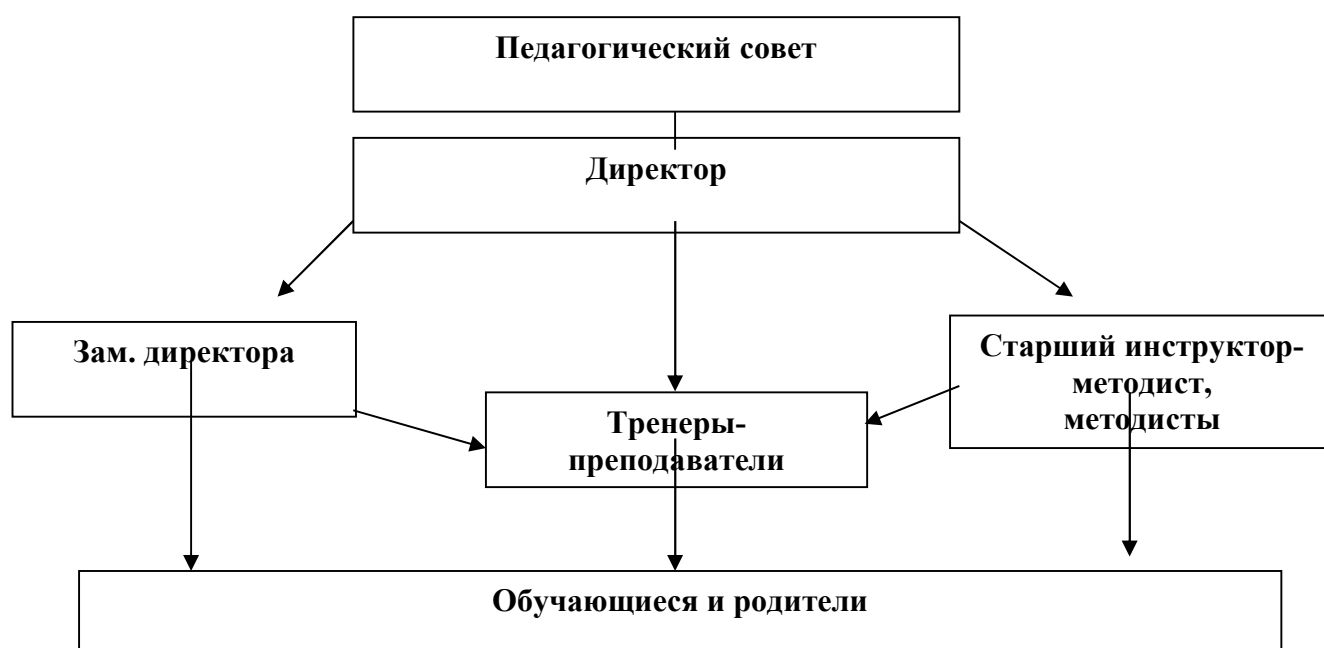 Педагогический совет
Директор
Зам. директора
Старший инструктор-
методист,
методисты
Тренеры-
преподаватели
Обучающиеся и родители